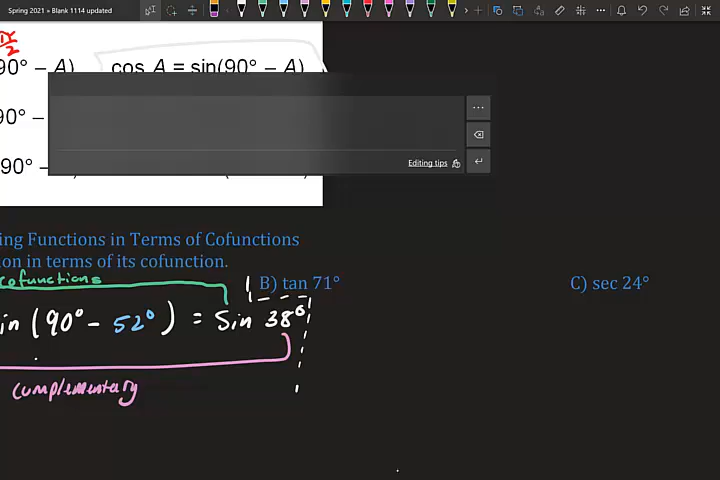 Spring 2021 » Blank 1114 updated
90° – A) cos A = sin(90° – A)
90° –
90° –
Editing tips
ing Functions in Terms of Cofunctions
ion in terms of its cofunction.
cofunctions B) tan 71° C) sec 24°
in (90° - 52°) = Sin 38°
complementary